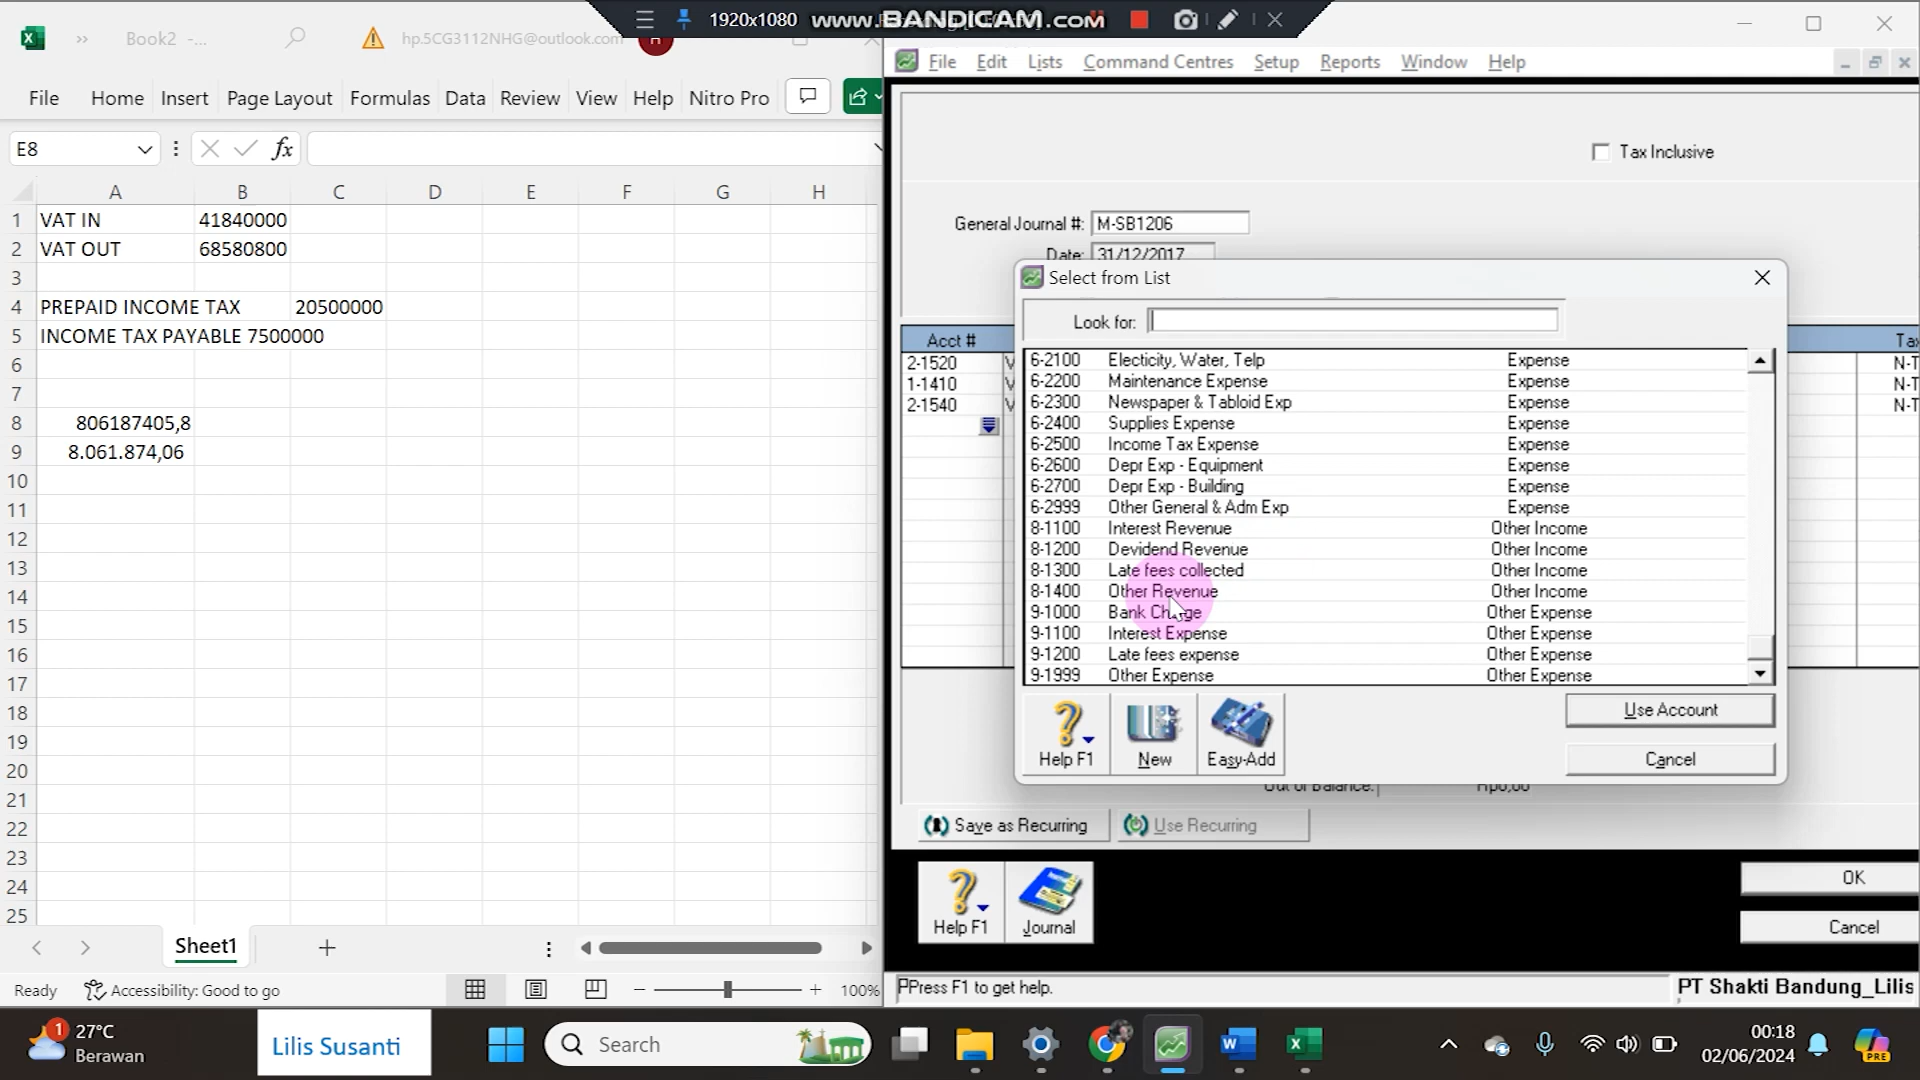 1920x1080
www.BANDICAM.com
Book2 -...
hp.5CG3112NHG@outlook.com
File Home Insert Page Layout Formulas Data Review View Help Nitro Pro
E8
fx
A B C D E F G H
1 VAT IN 41840000
2 VAT OUT 68580800
3
4 PREPAID INCOME TAX 20500000
5 INCOME TAX PAYABLE 7500000
6
7
8 806187405,8
9 8.061.874,06
10
11
12
13
14
15
16
17
18
19
20
21
22
23
24
25
Sheet1
Ready Accessibility: Good to go 100%
File Edit Lists Command Centres Setup Reports Window Help
Tax Inclusive
General Journal #: M-SB1206
Date: 31/12/2017
Acct #
2-1520
1-1410
2-1540
N-T
N-T
N-T
Select from List
Look for:
6-2100 Electicity, Water, Telp Expense
6-2200 Maintenance Expense Expense
6-2300 Newspaper & Tabloid Exp Expense
6-2400 Supplies Expense Expense
6-2500 Income Tax Expense Expense
6-2600 Depr Exp - Equipment Expense
6-2700 Depr Exp - Building Expense
6-2999 Other General & Adm Exp Expense
8-1100 Interest Revenue Other Income
8-1200 Devidend Revenue Other Income
8-1300 Late fees collected Other Income
8-1400 Other Revenue Other Income
9-1000 Bank Charge Other Expense
9-1100 Interest Expense Other Expense
9-1200 Late fees expense Other Expense
9-1999 Other Expense Other Expense
Help F1 New Easy-Add
Use Account
Cancel
Out of Balance: Rp0,00
Save as Recurring Use Recurring
Help F1 Journal
OK
Cancel
Press F1 to get help.
PT Shakti Bandung_Lilis
1
27°C
Berawan
Lilis Susanti
Search
00:18
02/06/2024
PRE